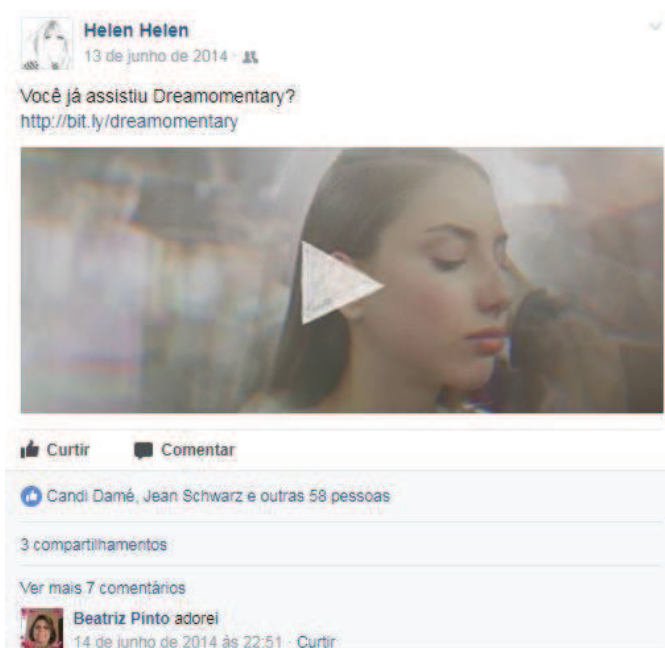 Helen Helen
13 de junho de 2014 ·
Você já assistiu Dreamomentary?
http://bit.ly/dreamomentary
Curtir Comentar
Candi Damé, Jean Schwarz e outras 58 pessoas
3 compartilhamentos
Ver mais 7 comentários
Beatriz Pinto adorei
14 de junho de 2014 às 22:51 · Curtir